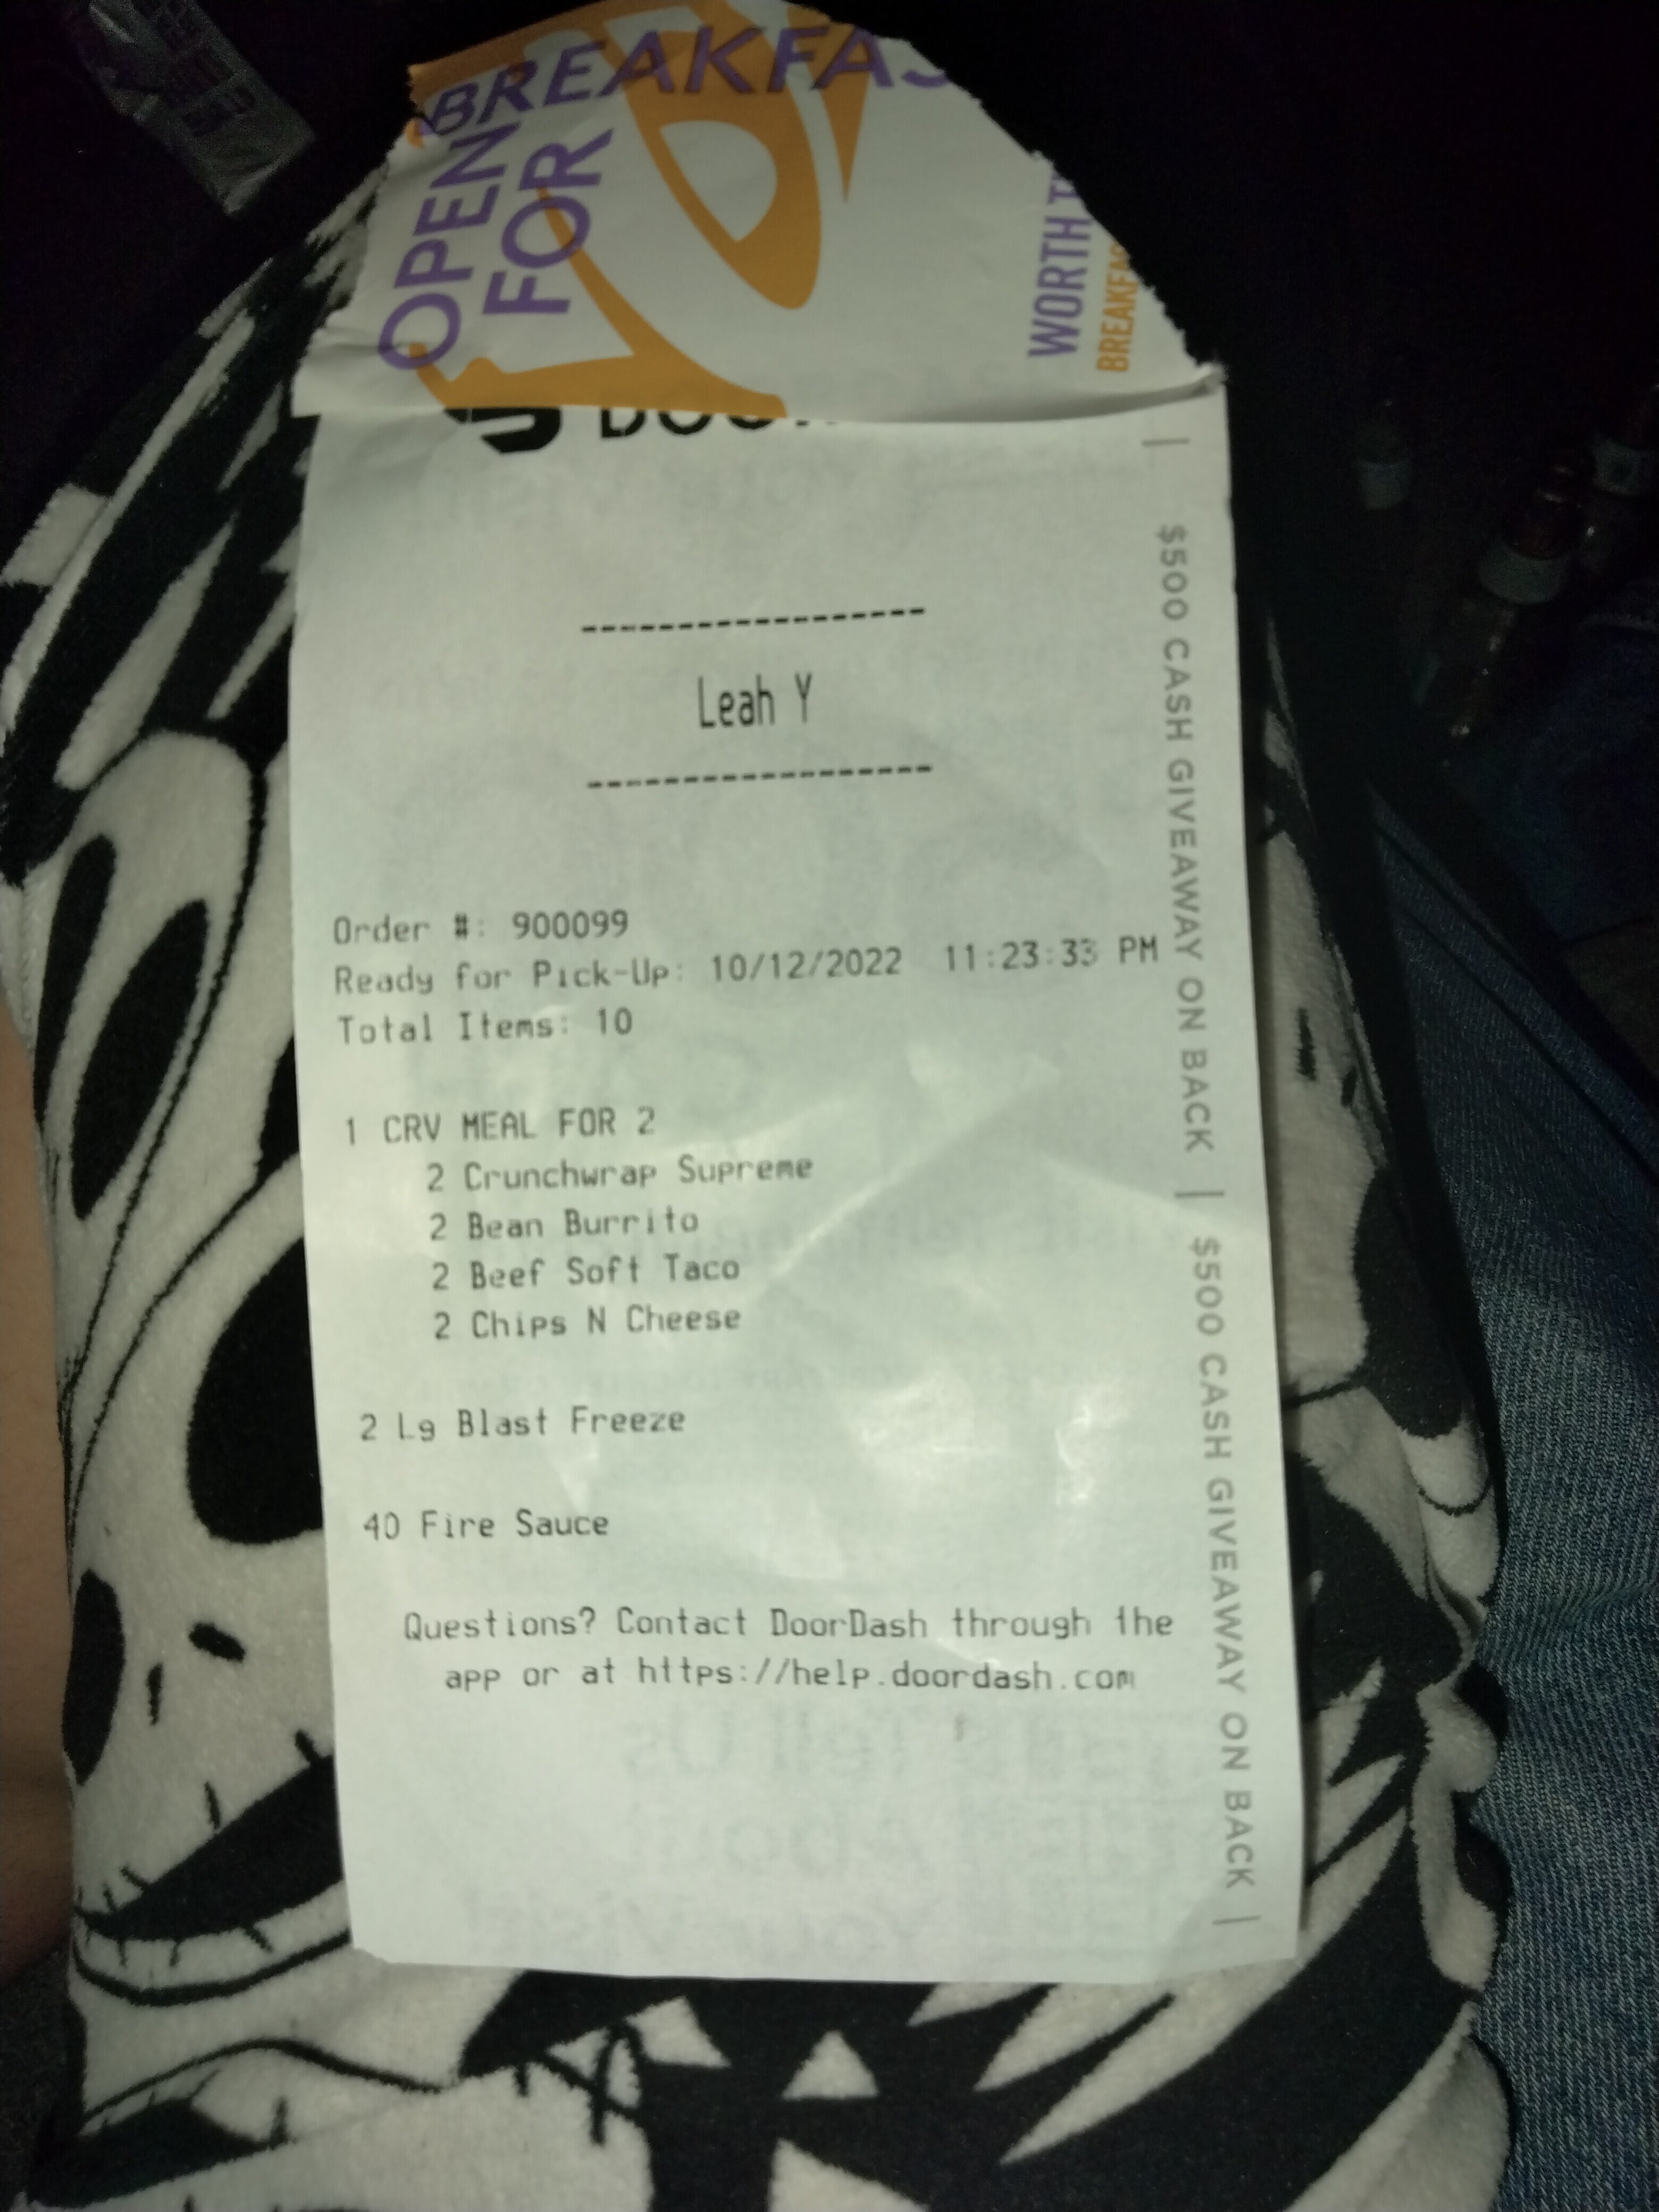 BREAKFAS
OPEN
FOR
WORTH
BREAKFA
------------------
Leah Y
------------------
Order #: 900099
Ready for Pick-Up: 10/12/2022 11:23:33 PM
Total Items: 10
1 CRV MEAL FOR 2
2 Crunchwrap Supreme
2 Bean Burrito
2 Beef Soft Taco
2 Chips N Cheese
2 Lg Blast Freeze
40 Fire Sauce
Questions? Contact DoorDash through the
app or at https://help.doordash.com
| $500 CASH GIVEAWAY ON BACK | $500 CASH GIVEAWAY ON BACK |